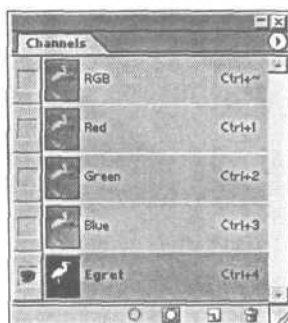 Channels
RGB Ctrl+~
Red Ctrl+1
Green Ctrl+2
Blue Ctrl+3
Egret Ctrl+4